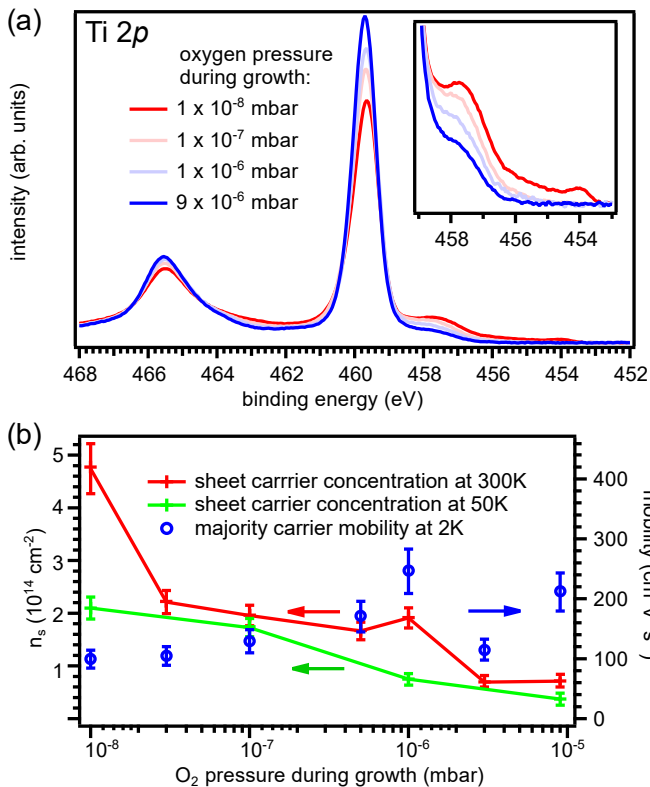 (a)
Ti 2p
oxygen pressure
during growth:
1 x 10⁻⁸ mbar
1 x 10⁻⁷ mbar
1 x 10⁻⁶ mbar
9 x 10⁻⁶ mbar
458 456 454
intensity (arb. units)
468 466 464 462 460 458 456 454 452
binding energy (eV)
(b)
sheet carrrier concentration at 300K
sheet carrier concentration at 50K
majority carrier mobility at 2K
5
4
3
2
1
nₛ (10¹⁴ cm⁻²)
400
300
200
100
0
10⁻⁸ 10⁻⁷ 10⁻⁶ 10⁻⁵
O₂ pressure during growth (mbar)